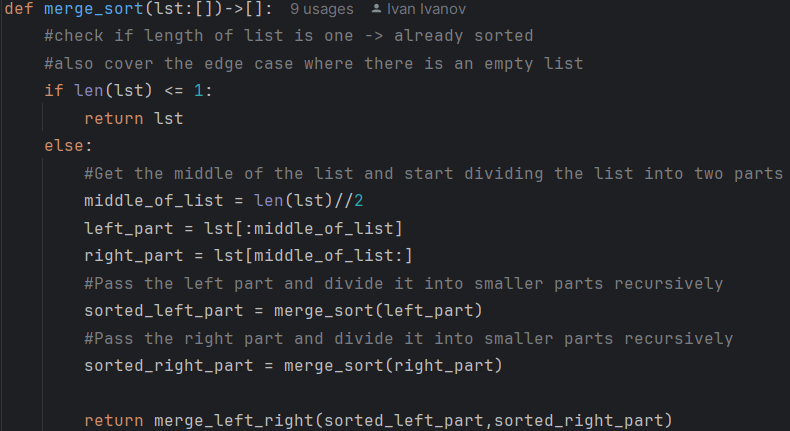 def merge_sort(lst:[])->[]: 9 usages Ivan Ivanov
    #check if length of list is one -> already sorted
    #also cover the edge case where there is an empty list
    if len(lst) <= 1:
        return lst
    else:
        #Get the middle of the list and start dividing the list into two parts
        middle_of_list = len(lst)//2
        left_part = lst[:middle_of_list]
        right_part = lst[middle_of_list:]
        #Pass the left part and divide it into smaller parts recursively
        sorted_left_part = merge_sort(left_part)
        #Pass the right part and divide it into smaller parts recursively
        sorted_right_part = merge_sort(right_part)
        return merge_left_right(sorted_left_part,sorted_right_part)